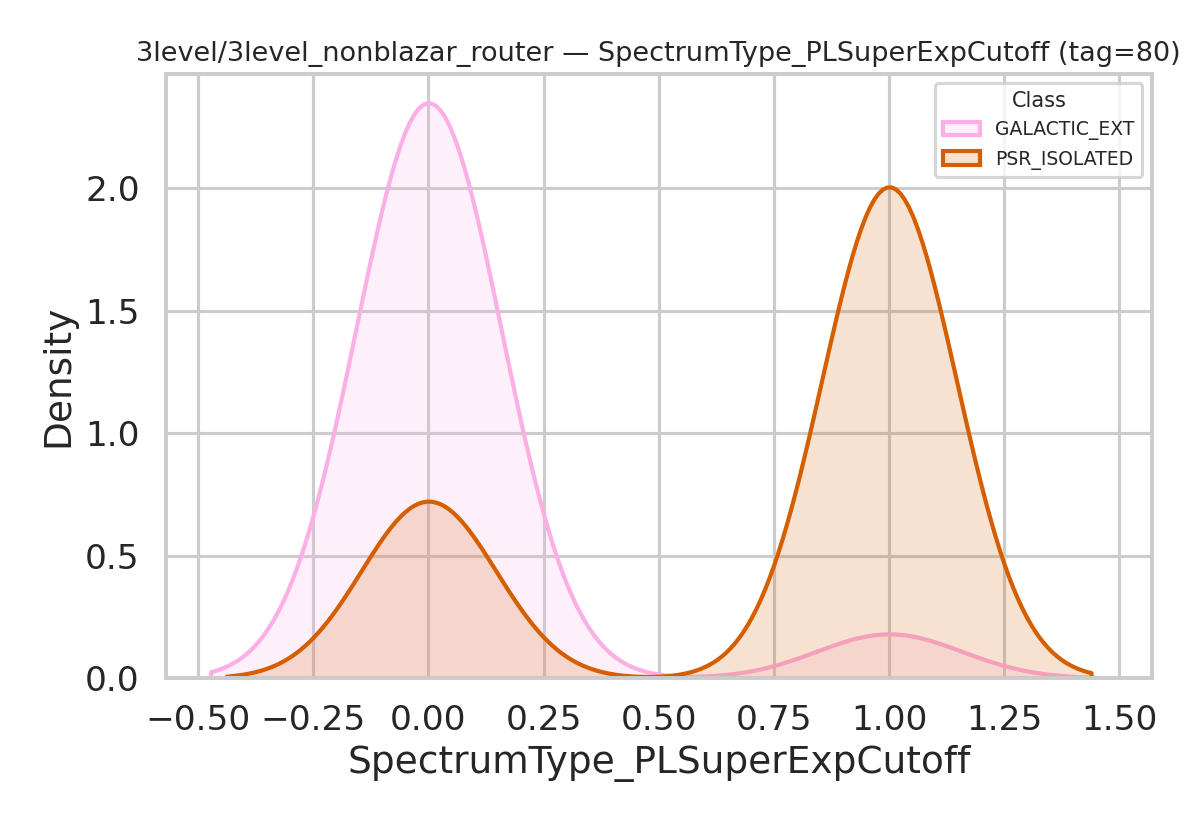 3level/3level_nonblazar_router — SpectrumType_PLSuperExpCutoff (tag=80)
Class
GALACTIC_EXT
PSR_ISOLATED
Density
2.0
1.5
1.0
0.5
0.0
−0.50 −0.25 0.00 0.25 0.50 0.75 1.00 1.25 1.50
SpectrumType_PLSuperExpCutoff